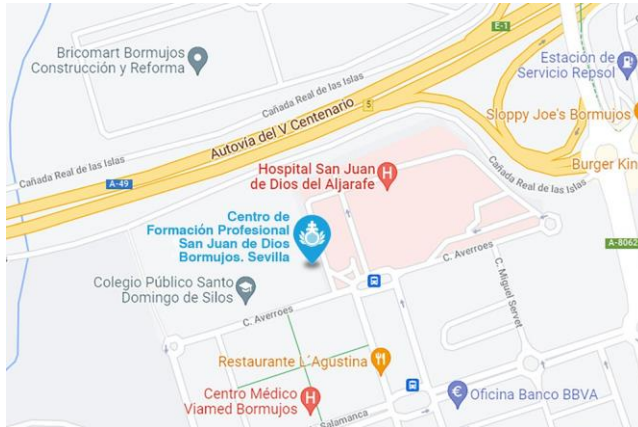 Bricomart Bormujos
Construcción y Reforma
E-1
Estación de
Servicio Repsol
Cañada Real de las Islas
Autovía del V Centenario
5
Sloppy Joe's Bormujos
Burger Kin
Cañada Real de las Islas
A-49
Hospital San Juan
de Dios del Aljarafe
H
Cañada Real de las Islas
Centro de
Formación Profesional
San Juan de Dios
Bormujos. Sevilla
A-8062
C. Averroes
C. Miguel Servet
Colegio Público Santo
Domingo de Silos
C. Averroes
Restaurante L´Agustina
Centro Médico
Viamed Bormujos
H
€
Oficina Banco BBVA
Salamanca